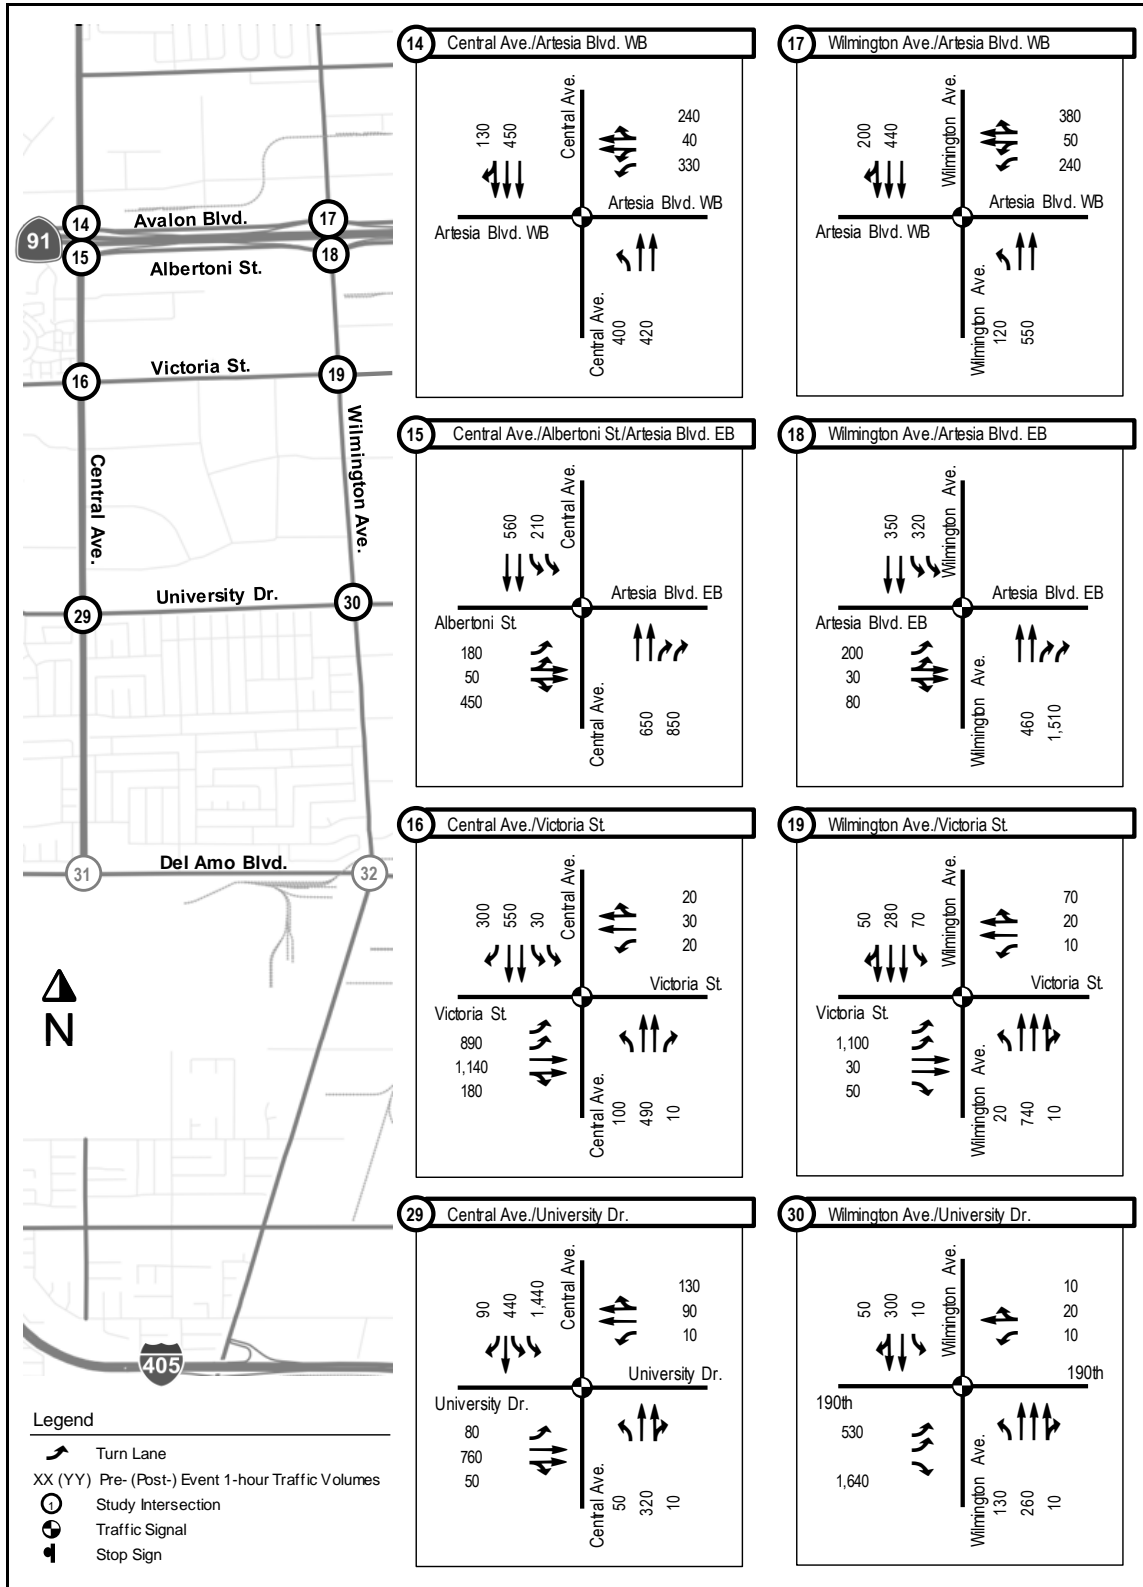 14
17
Avalon Blvd.
91
15
18
Albertoni St.
Victoria St.
16
19
Central Ave.
Wilmington Ave.
University Dr.
29
30
Del Amo Blvd.
31
32
N
405
Legend
Turn Lane
XX (YY) Pre- (Post-) Event 1-hour Traffic Volumes
1 Study Intersection
Traffic Signal
Stop Sign
14 Central Ave./Artesia Blvd. WB
130 450
Central Ave.
240
40
330
Artesia Blvd. WB
Artesia Blvd. WB
Central Ave.
400 420
17 Wilmington Ave./Artesia Blvd. WB
200 440
Wilmington Ave.
380
50
240
Artesia Blvd. WB
Artesia Blvd. WB
Wilmington Ave.
120 550
15 Central Ave./Albertoni St./Artesia Blvd. EB
560 210
Central Ave.
Artesia Blvd. EB
Albertoni St.
180
50
450
Central Ave.
650 850
18 Wilmington Ave./Artesia Blvd. EB
350 320
Wilmington Ave.
Artesia Blvd. EB
Artesia Blvd. EB
200
30
80
Wilmington Ave.
460 1,510
16 Central Ave./Victoria St.
300 550 30
Central Ave.
20
30
20
Victoria St.
Victoria St.
890
1,140
180
Central Ave.
100 490 10
19 Wilmington Ave./Victoria St.
50 280 70
Wilmington Ave.
70
20
10
Victoria St.
Victoria St.
1,100
30
50
Wilmington Ave.
20 740 10
29 Central Ave./University Dr.
90 440 1,440
Central Ave.
130
90
10
University Dr.
University Dr.
80
760
50
Central Ave.
50 320 10
30 Wilmington Ave./University Dr.
50 300 10
Wilmington Ave.
10
20
10
190th
190th
530
1,640
Wilmington Ave.
130 260 10